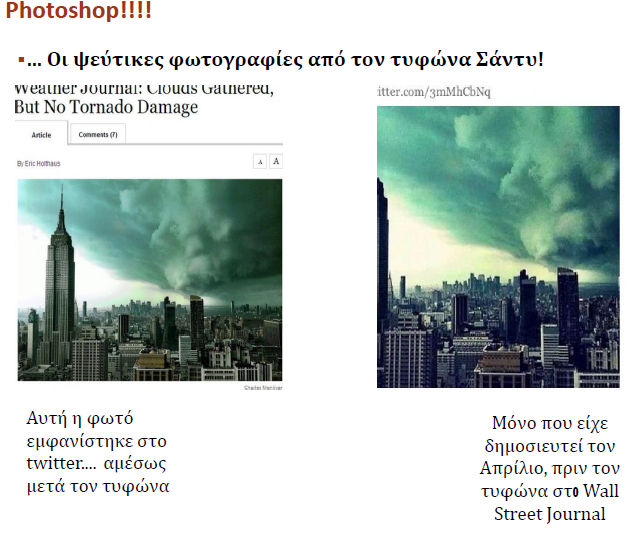 Photoshop!!!!
▪... Οι ψεύτικες φωτογραφίες από τον τυφώνα Σάντυ!
Weather Journal: Clouds Gathered,
But No Tornado Damage
Article
Comments (7)
By Eric Holthaus
A A
Charles Menniver
itter.com/3mMhCbNq
Αυτή η φωτό
εμφανίστηκε στο
twitter.... αμέσως
μετά τον τυφώνα
Μόνο που είχε
δημοσιευτεί τον
Απρίλιο, πριν τον
τυφώνα στο Wall
Street Journal